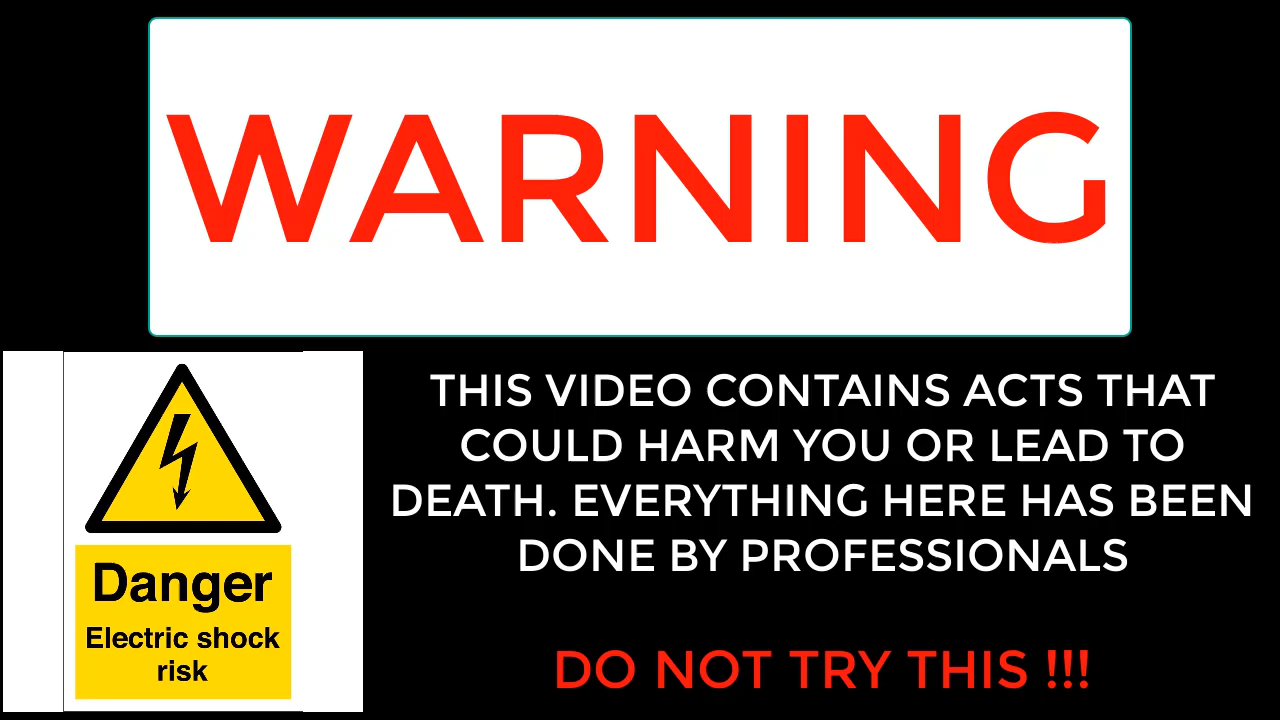 WARNING
THIS VIDEO CONTAINS ACTS THAT
COULD HARM YOU OR LEAD TO
DEATH. EVERYTHING HERE HAS BEEN
DONE BY PROFESSIONALS
DO NOT TRY THIS !!!
Danger
Electric shock
risk